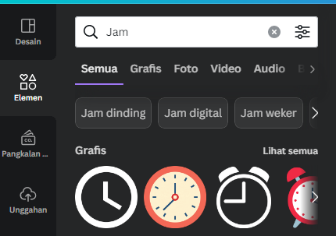 Desain
Elemen
Pangkalan ...
Unggahan
Jam
Semua Grafis Foto Video Audio
Jam dinding Jam digital Jam weker
Grafis Lihat semua